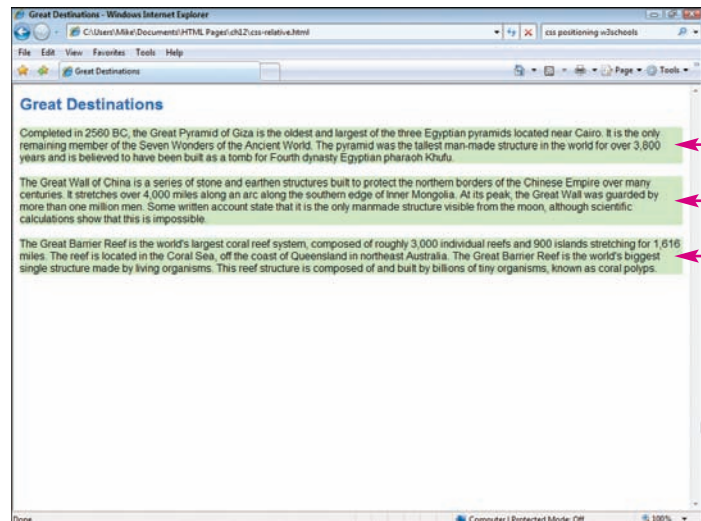 Great Destinations - Windows Internet Explorer
C:\Users\Mike\Documents\HTML Pages\ch12\css-relative.html
css positioning w3schools
File Edit View Favorites Tools Help
Great Destinations
Page Tools
Great Destinations
Completed in 2560 BC, the Great Pyramid of Giza is the oldest and largest of the three Egyptian pyramids located near Cairo. It is the only
remaining member of the Seven Wonders of the Ancient World. The pyramid was the tallest man-made structure in the world for over 3,800
years and is believed to have been built as a tomb for Fourth dynasty Egyptian pharaoh Khufu.
The Great Wall of China is a series of stone and earthen structures built to protect the northern borders of the Chinese Empire over many
centuries. It stretches over 4,000 miles along an arc along the southern edge of Inner Mongolia. At its peak, the Great Wall was guarded by
more than one million men. Some written account state that it is the only manmade structure visible from the moon, although scientific
calculations show that this is impossible.
The Great Barrier Reef is the world's largest coral reef system, composed of roughly 3,000 individual reefs and 900 islands stretching for 1,616
miles. The reef is located in the Coral Sea, off the coast of Queensland in northeast Australia. The Great Barrier Reef is the world's biggest
single structure made by living organisms. This reef structure is composed of and built by billions of tiny organisms, known as coral polyps.
Done
Computer | Protected Mode: Off
100%